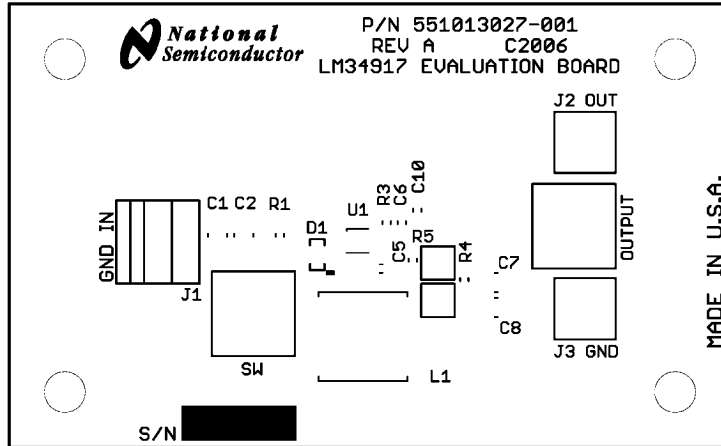 National
Semiconductor
P/N 551013027-001
REV A C2006
LM34917 EVALUATION BOARD
J2 OUT
MADE IN U.S.A.
GND IN
C1 C2 R1
D1
U1
R3
C6
C10
C5
R5
R4
C7
C8
OUTPUT
J1
SW
L1
J3 GND
S/N